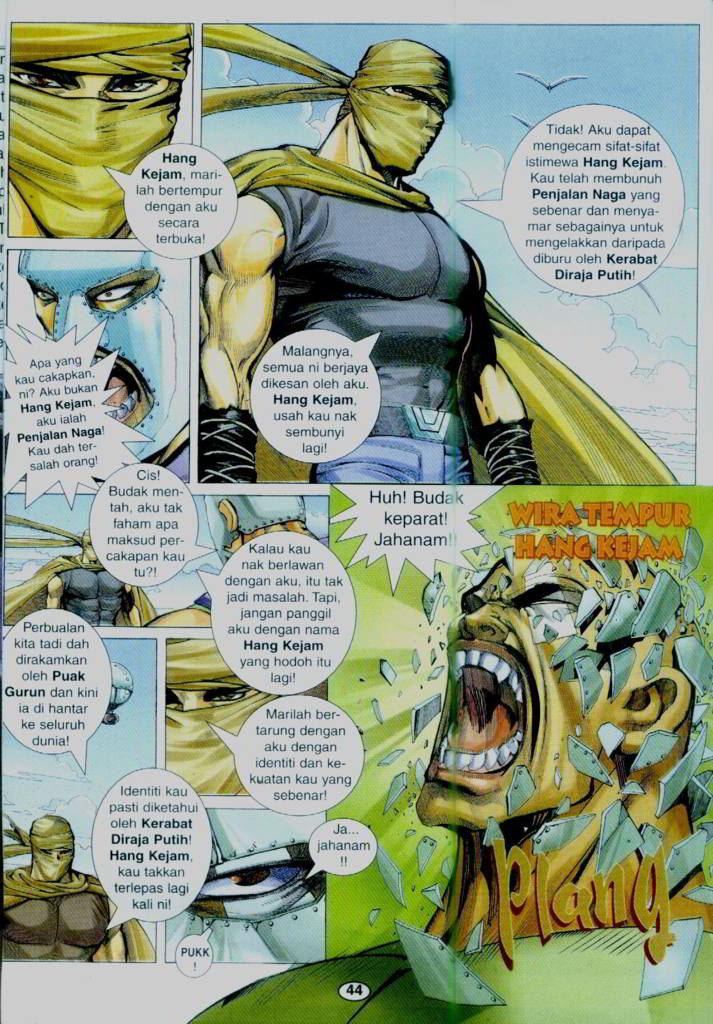 Hang
Kejam, mari-
lah bertempur
dengan aku
secara
terbuka!
Tidak! Aku dapat
mengecam sifat-sifat
istimewa Hang Kejam.
Kau telah membunuh
Penjalan Naga yang
sebenar dan menya-
mar sebagainya untuk
mengelakkan daripada
diburu oleh Kerabat
Diraja Putih!
Apa yang
kau cakapkan,
ni? Aku bukan
Hang Kejam,
aku ialah
Penjalan Naga!
Kau dah ter-
salah orang!
Malangnya,
semua ni berjaya
dikesan oleh aku.
Hang Kejam,
usah kau nak
sembunyi
lagi!
Cis!
Budak men-
tah, aku tak
faham apa
maksud per-
cakapan kau
tu?!
Kalau kau
nak berlawan
dengan aku, itu tak
jadi masalah. Tapi,
jangan panggil
aku dengan nama
Hang Kejam
yang hodoh itu
lagi!
Perbualan
kita tadi dah
dirakamkan
oleh Puak
Gurun dan kini
ia di hantar
ke seluruh
dunia!
Marilah ber-
tarung dengan
aku dengan
identiti dan ke-
kuatan kau yang
sebenar!
Identiti kau
pasti diketahui
oleh Kerabat
Diraja Putih!
Hang Kejam,
kau takkan
terlepas lagi
kali ni!
Ja...
jahanam
!!
PUKK
!
Huh! Budak
keparat!
Jahanam!!
WIRA TEMPUR
HANG KEJAM
Plang
44